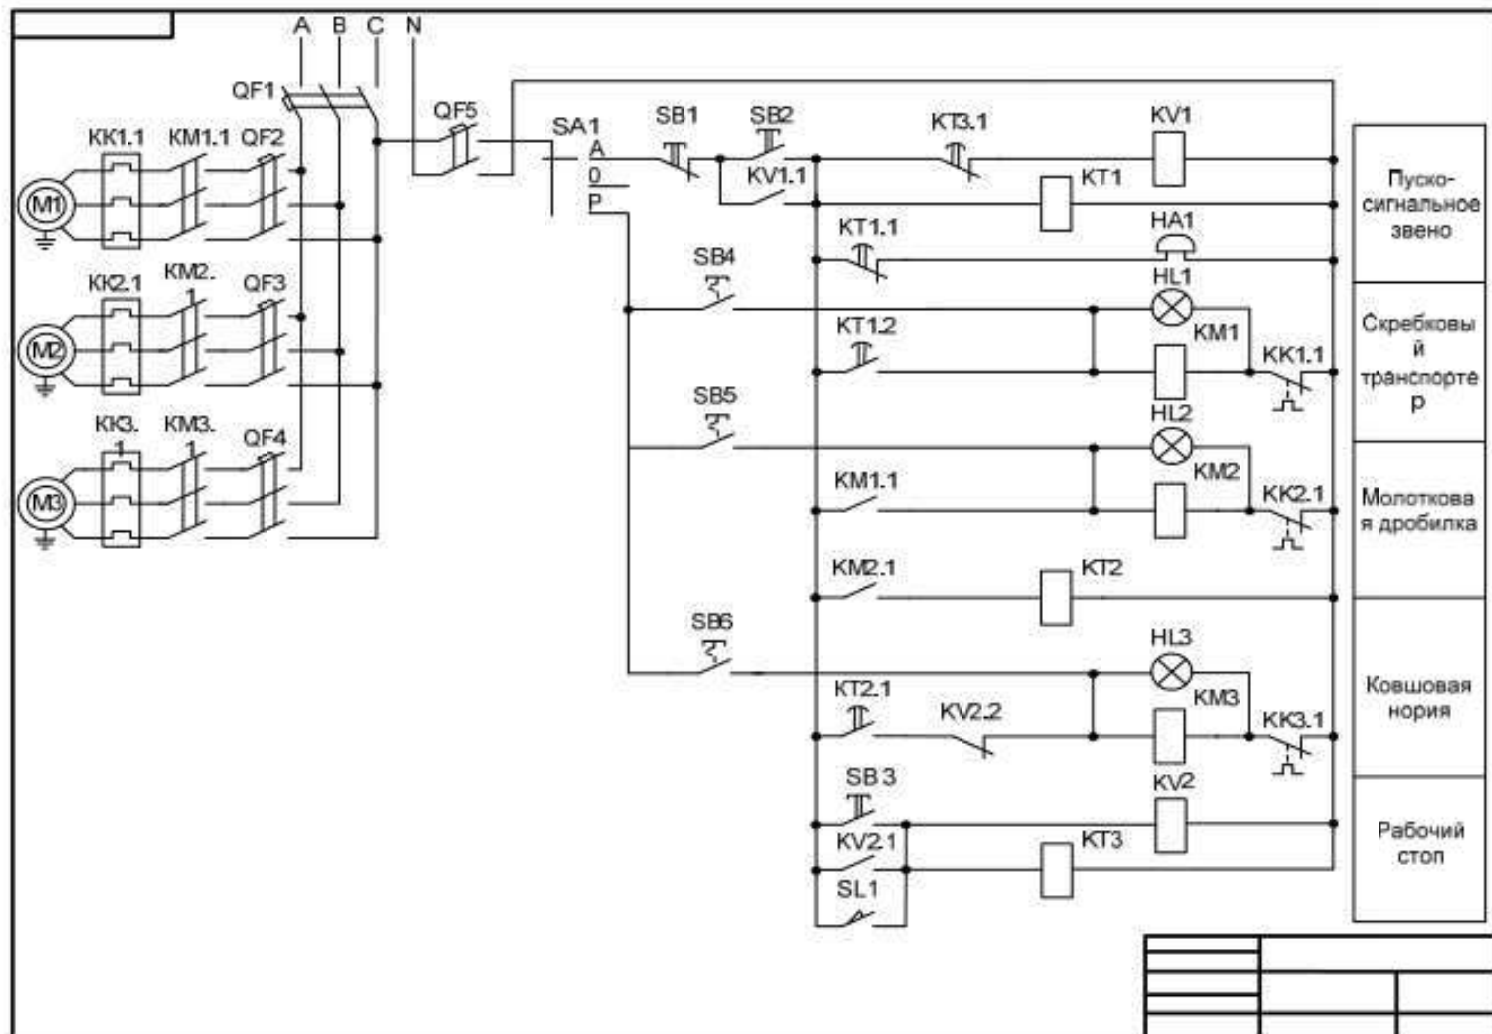 A B C N
QF1
QF5
SA1
SB1
SB2
KT3.1
KV1
KK1.1
KM1.1
QF2
A
0
P
KV1.1
KT1
M1
KT1.1
HA1
Пуско-
сигнальное
звено
KK2.1
KM2.
1
QF3
SB4
HL1
M2
KT1.2
KM1
KK1.1
Скребковы
й
транспорте
р
SB5
HL2
KK3.
1
KM3.
1
QF4
KM1.1
KM2
KK2.1
M3
Молоткова
я дробилка
KM2.1
KT2
SB6
HL3
KT2.1
KV2.2
KM3
KK3.1
Ковшовая
нория
SB 3
KV2
KV2.1
KT3
SL1
Рабочий
стоп